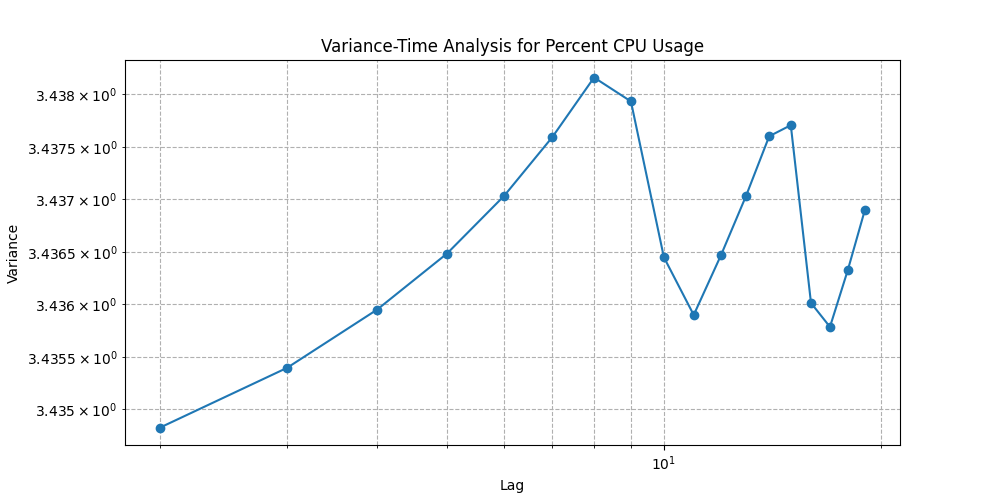 Variance-Time Analysis for Percent CPU Usage
3.438 × 10⁰
3.4375 × 10⁰
3.437 × 10⁰
3.4365 × 10⁰
3.436 × 10⁰
3.4355 × 10⁰
3.435 × 10⁰
Variance
10¹
Lag